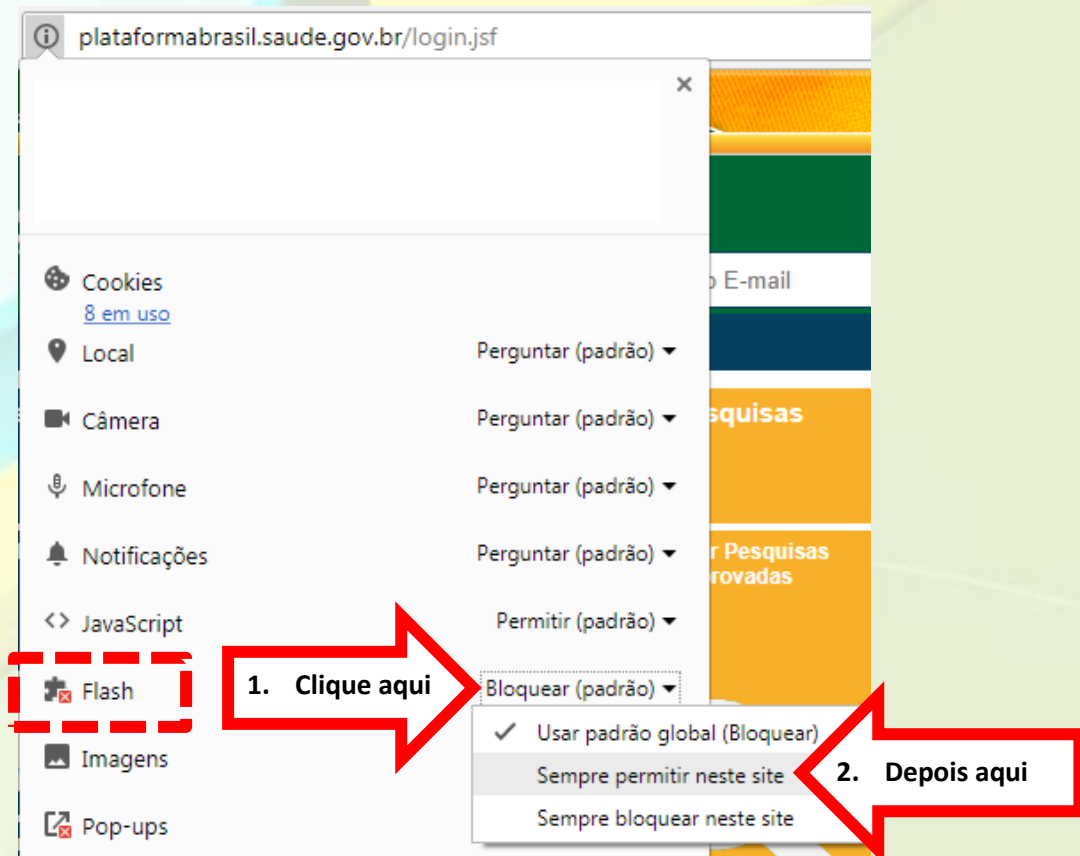 plataformabrasil.saude.gov.br/login.jsf
×
Cookies
8 em uso
E-mail
Local Perguntar (padrão)
Câmera Perguntar (padrão)
squisas
Microfone Perguntar (padrão)
Notificações Perguntar (padrão)
r Pesquisas
rovadas
JavaScript Permitir (padrão)
Flash 1. Clique aqui Bloquear (padrão)
Usar padrão global (Bloquear)
Imagens
Sempre permitir neste site 2. Depois aqui
Sempre bloquear neste site
Pop-ups